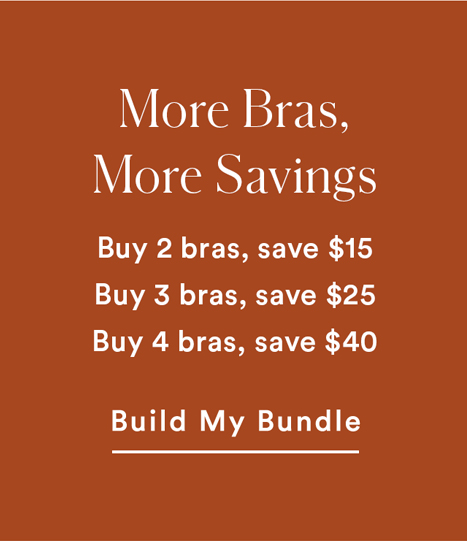 More Bras,
More Savings
Buy 2 bras, save $15
Buy 3 bras, save $25
Buy 4 bras, save $40
Build My Bundle